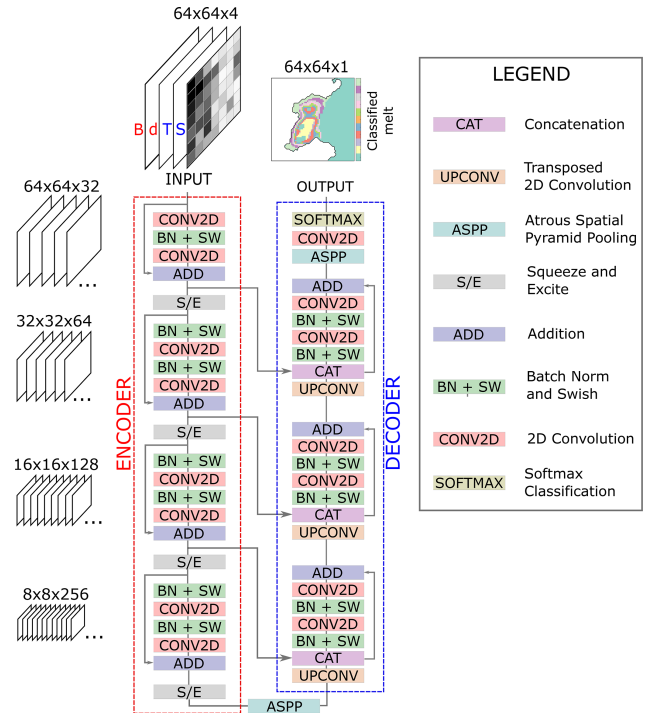 64x64x4
B d T S
INPUT
64x64x1
Classified
melt
OUTPUT
64x64x32
...
32x32x64
...
16x16x128
...
8x8x256
...
ENCODER
CONV2D
BN + SW
CONV2D
ADD
S/E
BN + SW
CONV2D
BN + SW
CONV2D
ADD
S/E
BN + SW
CONV2D
BN + SW
CONV2D
ADD
S/E
BN + SW
CONV2D
BN + SW
CONV2D
ADD
S/E
ASPP
DECODER
SOFTMAX
CONV2D
ASPP
ADD
CONV2D
BN + SW
CONV2D
BN + SW
CAT
UPCONV
ADD
CONV2D
BN + SW
CONV2D
BN + SW
CAT
UPCONV
ADD
CONV2D
BN + SW
CONV2D
BN + SW
CAT
UPCONV
LEGEND
CAT
Concatenation
UPCONV
Transposed
2D Convolution
ASPP
Atrous Spatial
Pyramid Pooling
S/E
Squeeze and
Excite
ADD
Addition
BN + SW
Batch Norm
and Swish
CONV2D
2D Convolution
SOFTMAX
Softmax
Classification